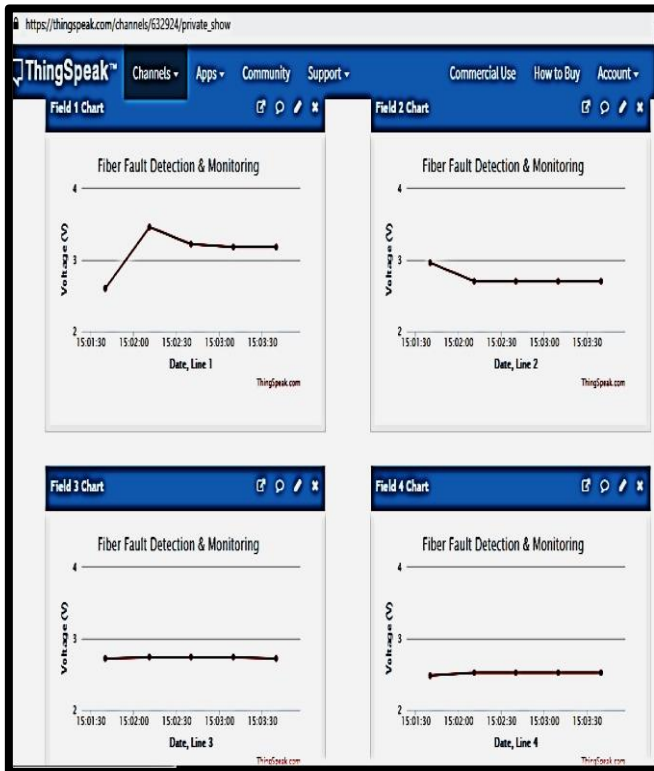 https://thingspeak.com/channels/632924/private_show
ThingSpeak™ Channels Apps Community Support Commercial Use How to Buy Account
Field 1 Chart
Fiber Fault Detection & Monitoring
Voltage (V)
4
3
2
15:01:30 15:02:00 15:02:30 15:03:00 15:03:30
Date, Line 1
ThingSpeak.com
Field 2 Chart
Fiber Fault Detection & Monitoring
Voltage (V)
4
3
2
15:01:30 15:02:00 15:02:30 15:03:00 15:03:30
Date, Line 2
ThingSpeak.com
Field 3 Chart
Fiber Fault Detection & Monitoring
Voltage (V)
4
3
2
15:01:30 15:02:00 15:02:30 15:03:00 15:03:30
Date, Line 3
ThingSpeak.com
Field 4 Chart
Fiber Fault Detection & Monitoring
Voltage (V)
4
3
2
15:01:30 15:02:00 15:02:30 15:03:00 15:03:30
Date, Line 4
ThingSpeak.com